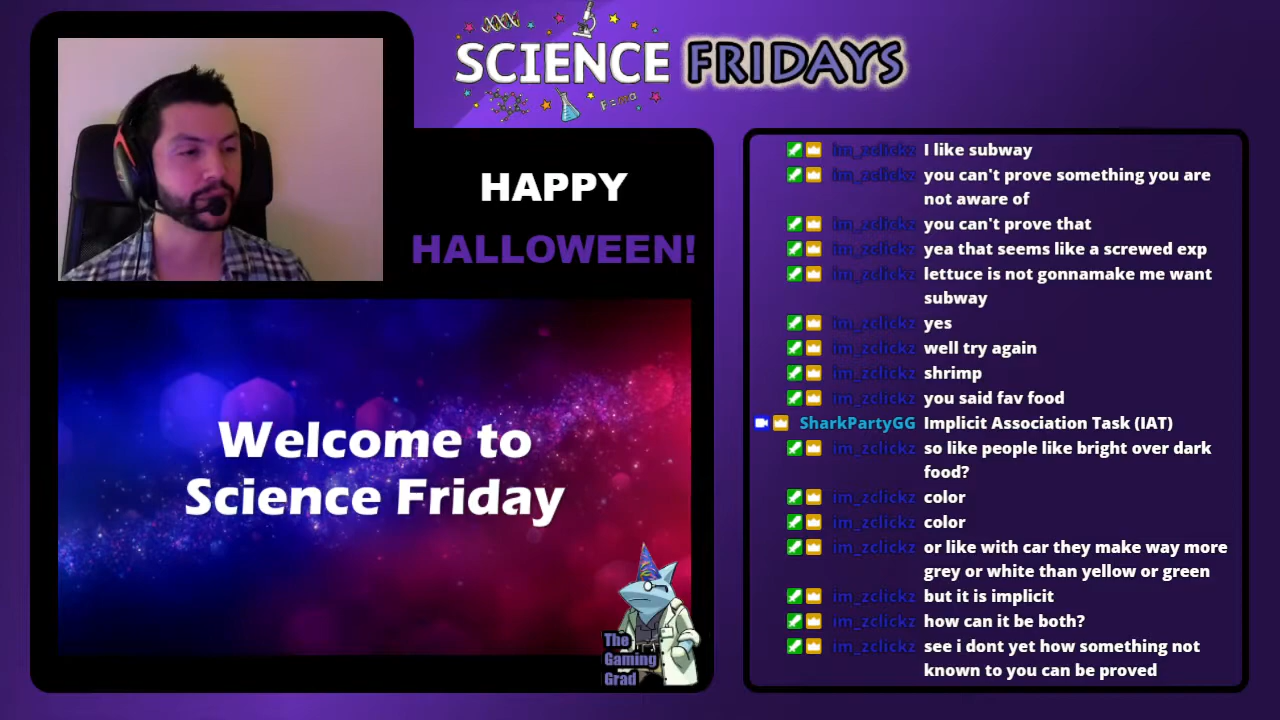 SCIENCE FRIDAYS
F=ma
HAPPY
HALLOWEEN!
Welcome to
Science Friday
The
Gaming
Grad
im_zclickz I like subway
im_zclickz you can't prove something you are
not aware of
im_zclickz you can't prove that
im_zclickz yea that seems like a screwed exp
im_zclickz lettuce is not gonnamake me want
subway
im_zclickz yes
im_zclickz well try again
im_zclickz shrimp
im_zclickz you said fav food
SharkPartyGG Implicit Association Task (IAT)
im_zclickz so like people like bright over dark
food?
im_zclickz color
im_zclickz color
im_zclickz or like with car they make way more
grey or white than yellow or green
im_zclickz but it is implicit
im_zclickz how can it be both?
im_zclickz see i dont yet how something not
known to you can be proved